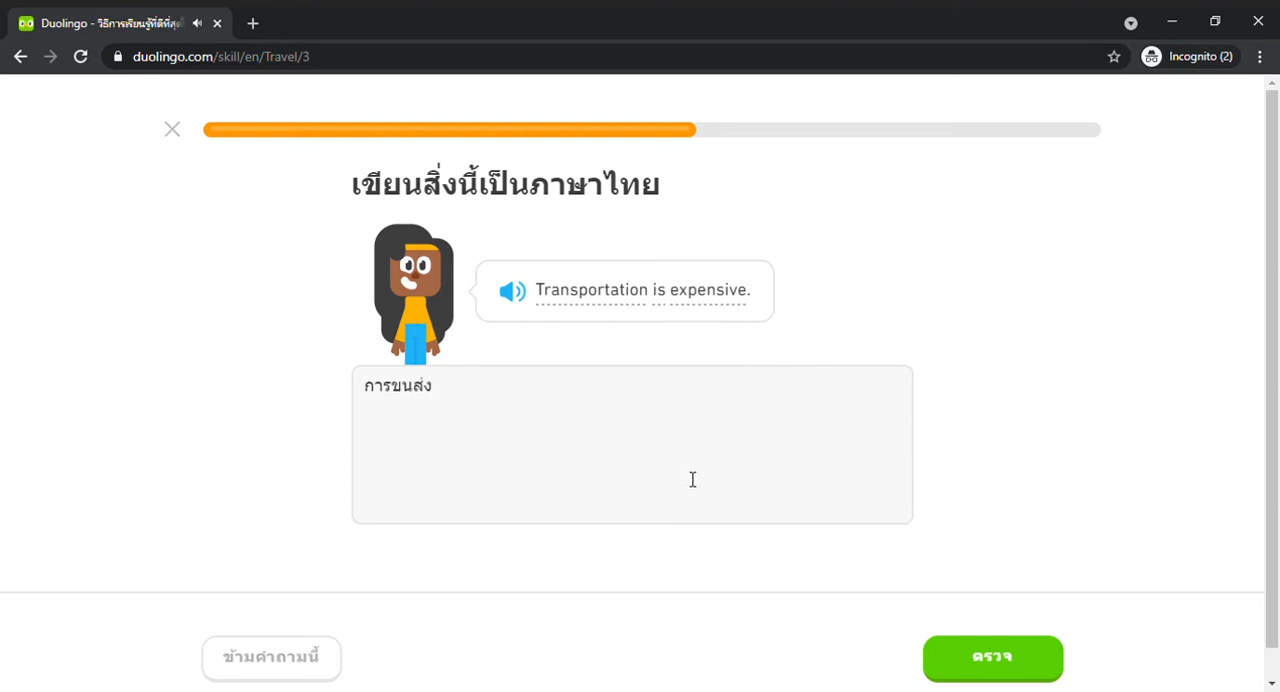 Duolingo - วิธีการเรียนรู้ที่ดีที่สุด
duolingo.com/skill/en/Travel/3
Incognito (2)
เขียนสิ่งนี้เป็นภาษาไทย
Transportation is expensive.
การขนส่ง
ข้ามคำถามนี้
ตรวจ